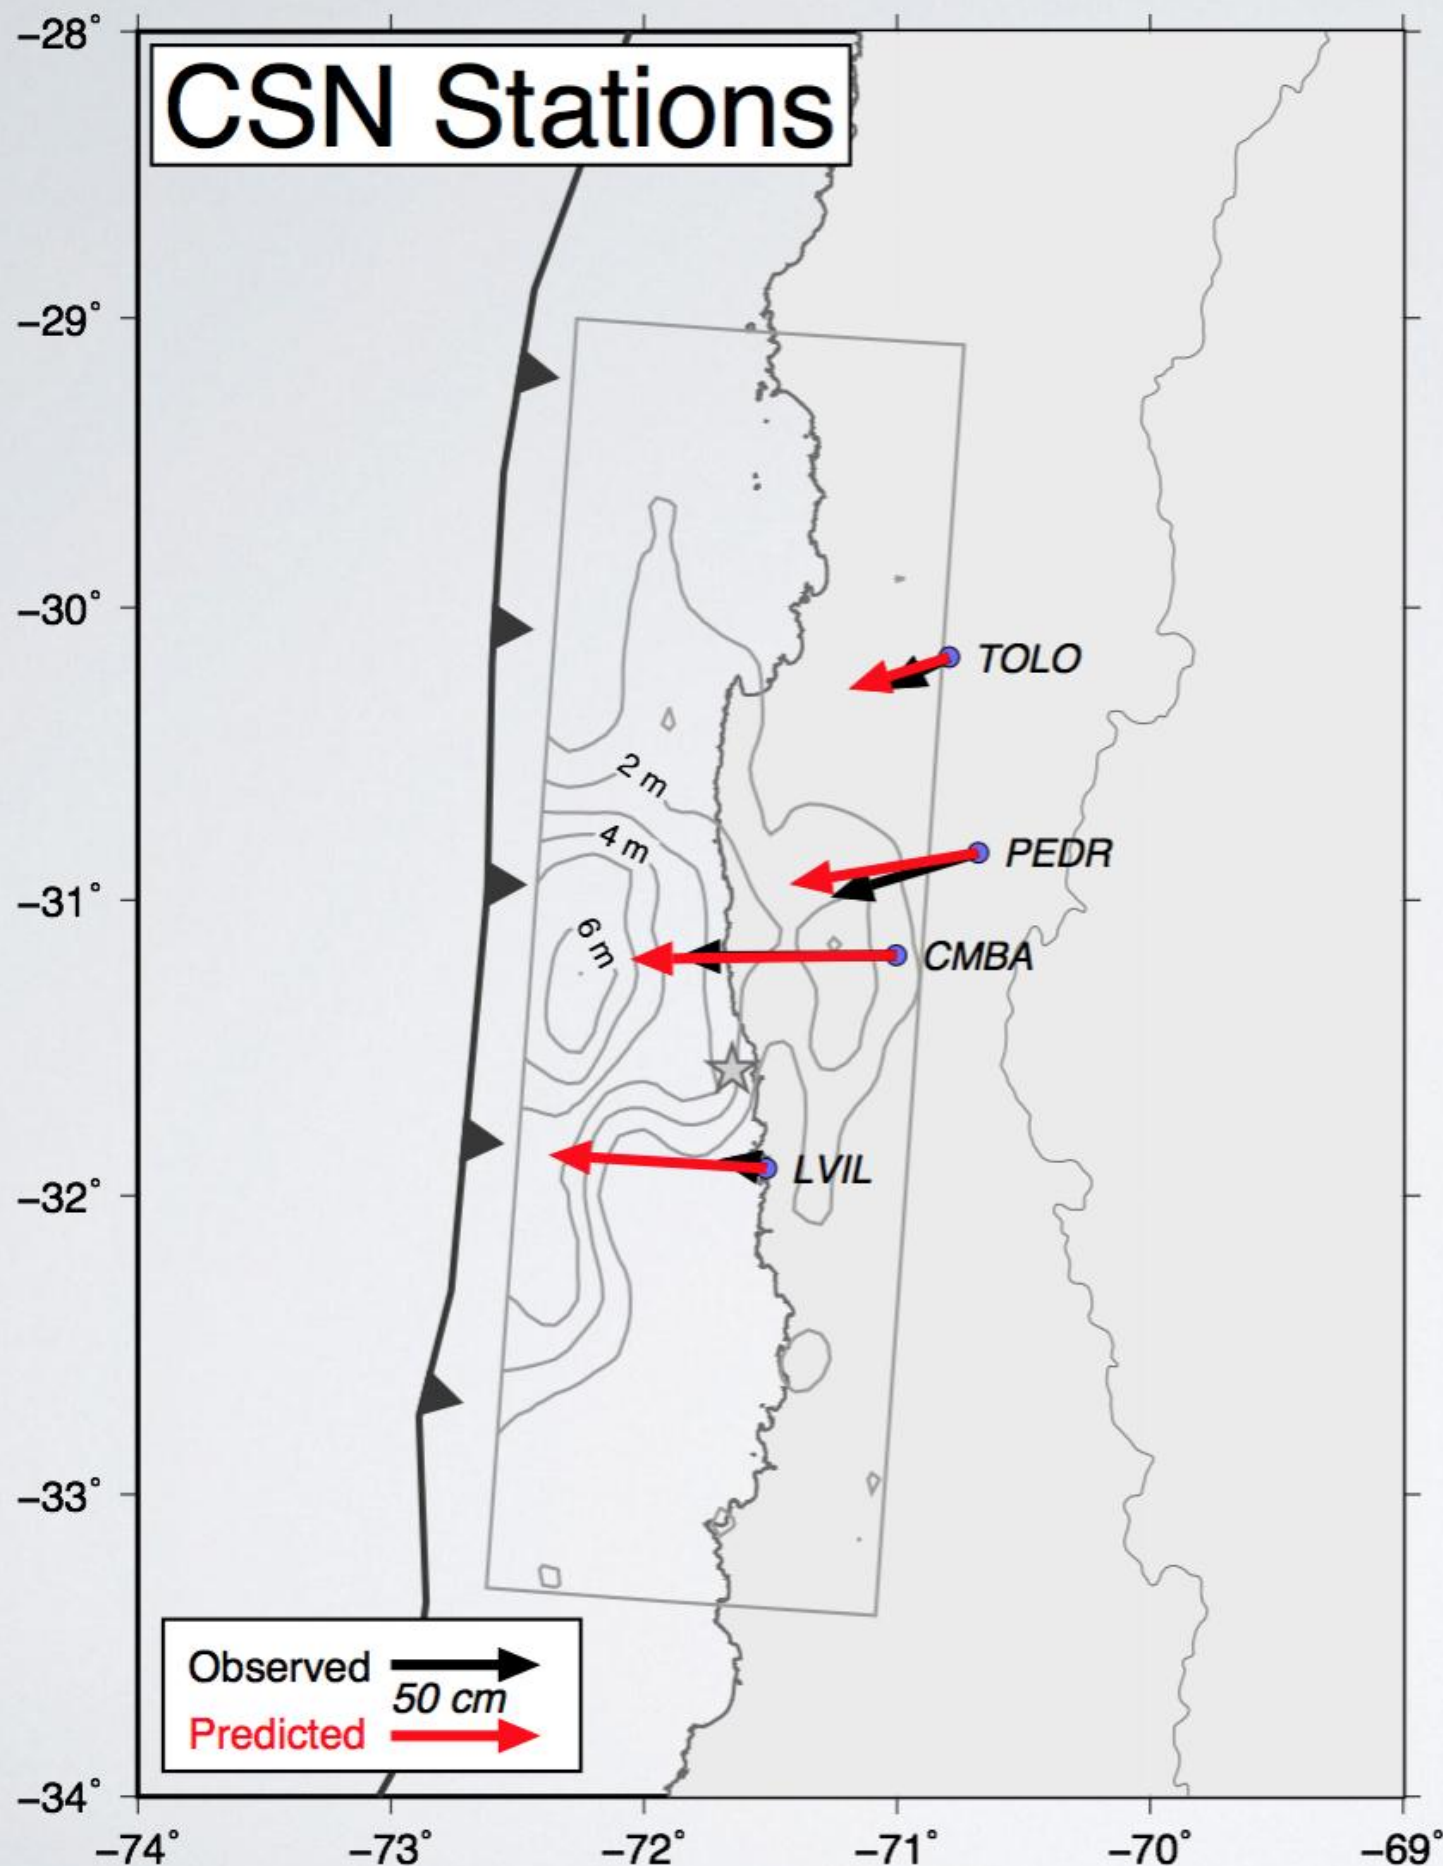 CSN Stations
−28°
−29°
−30°
−31°
−32°
−33°
−34°
TOLO
2 m
4 m
PEDR
6 m
CMBA
LVIL
Observed
50 cm
Predicted
−74°
−73°
−72°
−71°
−70°
−69°